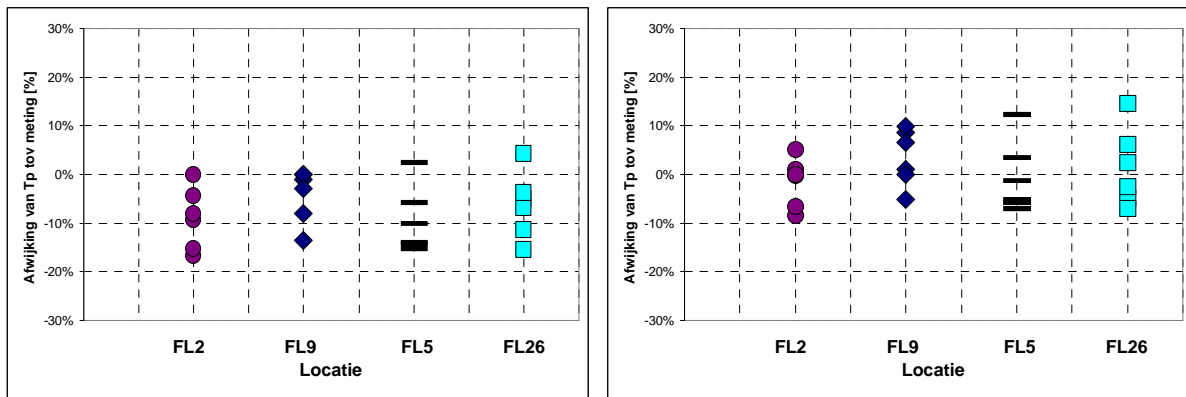 Afwijking van Tp tov meting [%]
30%
20%
10%
0%
-10%
-20%
-30%
FL2 FL9 FL5 FL26
Locatie
Afwijking van Tp tov meting [%]
30%
20%
10%
0%
-10%
-20%
-30%
FL2 FL9 FL5 FL26
Locatie